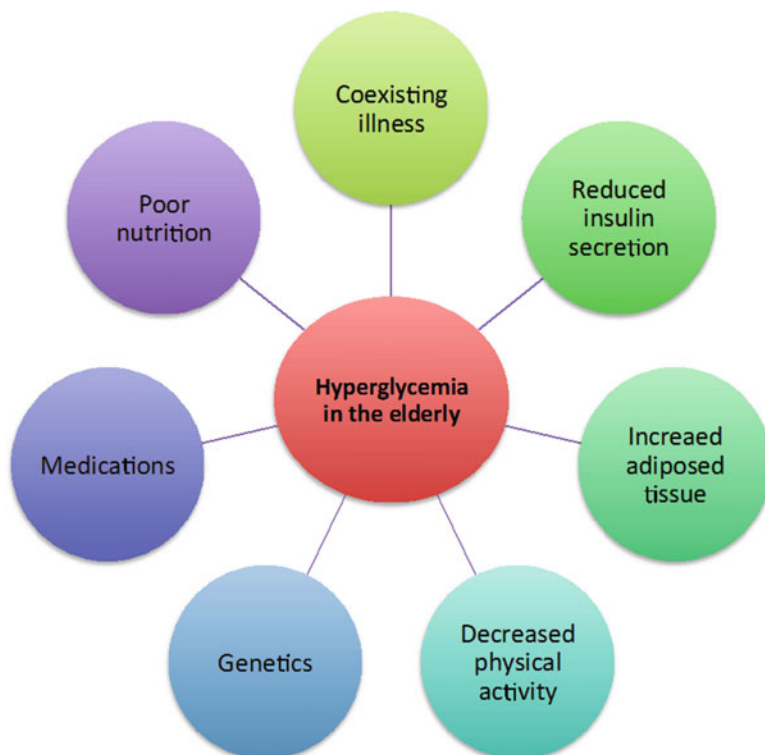 Coexisting
illness
Reduced
insulin
secretion
Increaed
adiposed
tissue
Decreased
physical
activity
Genetics
Medications
Poor
nutrition
Hyperglycemia
in the elderly